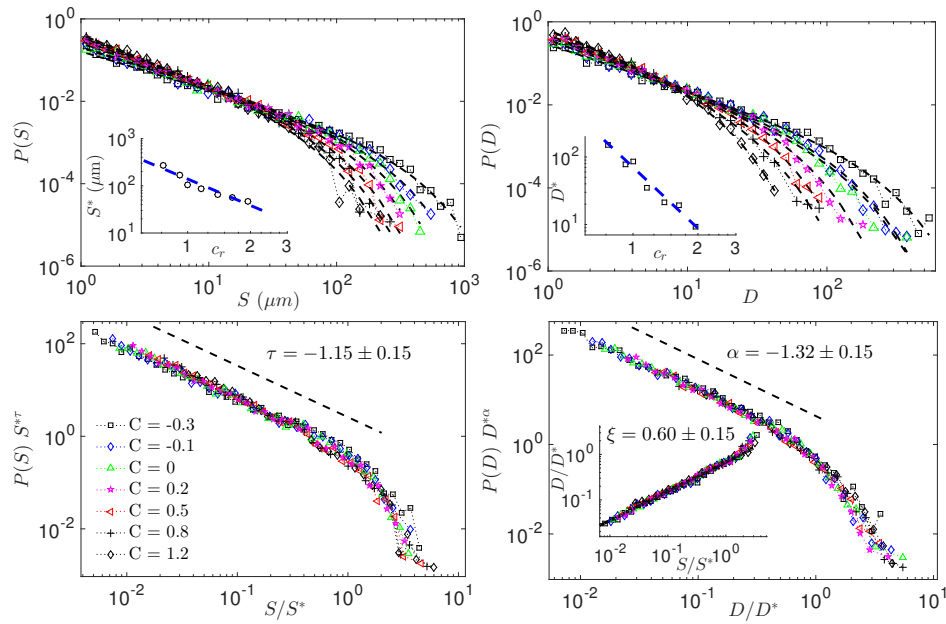 10^0
10^-2
10^-4
10^-6
P(S)
10^0 10^1 10^2 10^3
S (μm)
10^3
10^2
10^1
S^* (μm)
1 2 3
c_r
10^0
10^-2
10^-4
10^-6
P(D)
10^0 10^1 10^2
D
10^2
10^1
D^*
1 2 3
c_r
10^2
10^0
10^-2
P(S) S^{*τ}
10^-2 10^-1 10^0 10^1
S/S^*
τ = −1.15 ± 0.15
C = -0.3
C = -0.1
C = 0
C = 0.2
C = 0.5
C = 0.8
C = 1.2
10^2
10^0
10^-2
P(D) D^{*α}
10^-2 10^-1 10^0 10^1
D/D^*
α = −1.32 ± 0.15
ξ = 0.60 ± 0.15
10^0
10^-1
D/D^*
10^-2 10^-1 10^0
S/S^*